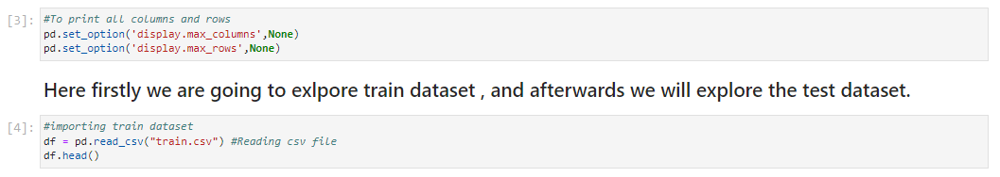 [3]: #To print all columns and rows
pd.set_option('display.max_columns',None)
pd.set_option('display.max_rows',None)
Here firstly we are going to exlpore train dataset , and afterwards we will explore the test dataset.
[4]: #importing train dataset
df = pd.read_csv("train.csv") #Reading csv file
df.head()